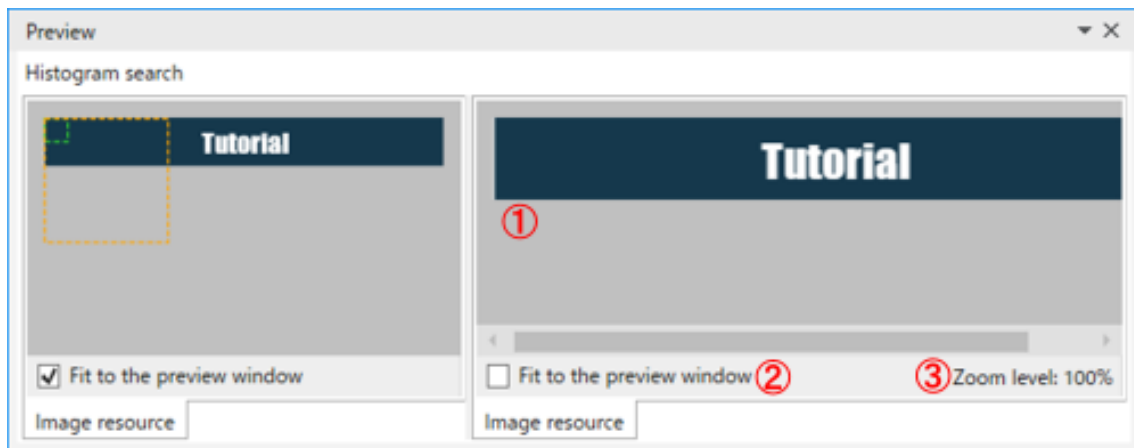 Preview
Histogram search
Tutorial
Fit to the preview window
Image resource
Tutorial
①
Fit to the preview window ②
③ Zoom level: 100%
Image resource